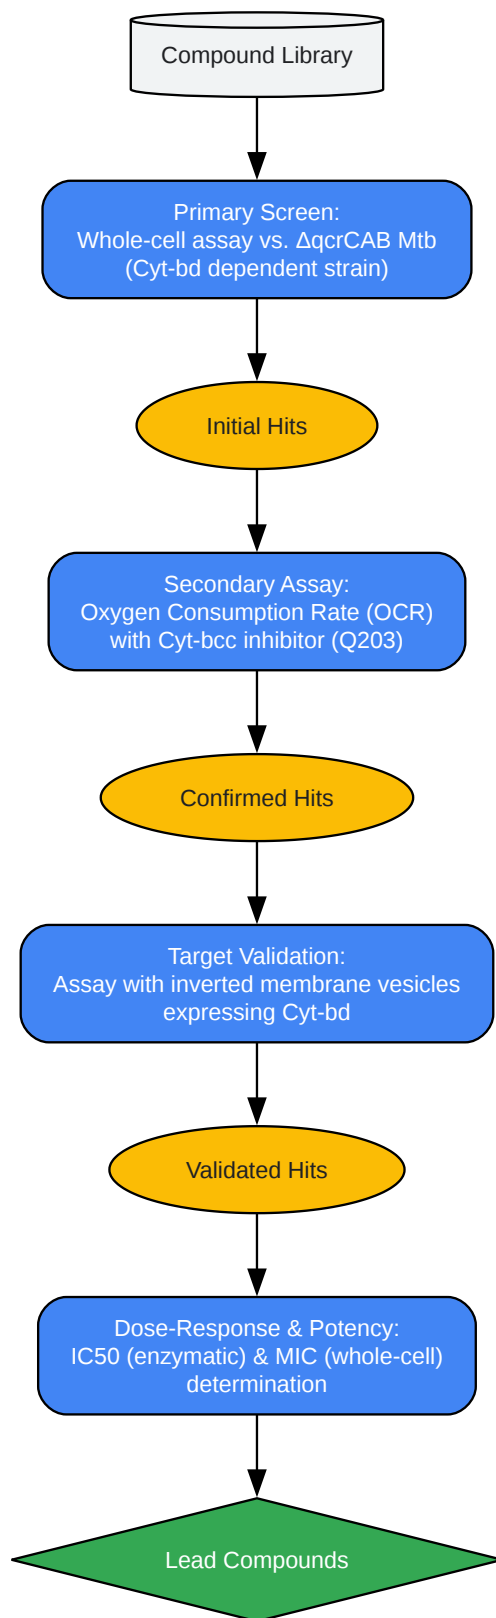 Compound Library
Primary Screen:
Whole-cell assay vs. ΔqcrCAB Mtb
(Cyt-bd dependent strain)
Initial Hits
Secondary Assay:
Oxygen Consumption Rate (OCR)
with Cyt-bcc inhibitor (Q203)
Confirmed Hits
Target Validation:
Assay with inverted membrane vesicles
expressing Cyt-bd
Validated Hits
Dose-Response & Potency:
IC50 (enzymatic) & MIC (whole-cell)
determination
Lead Compounds